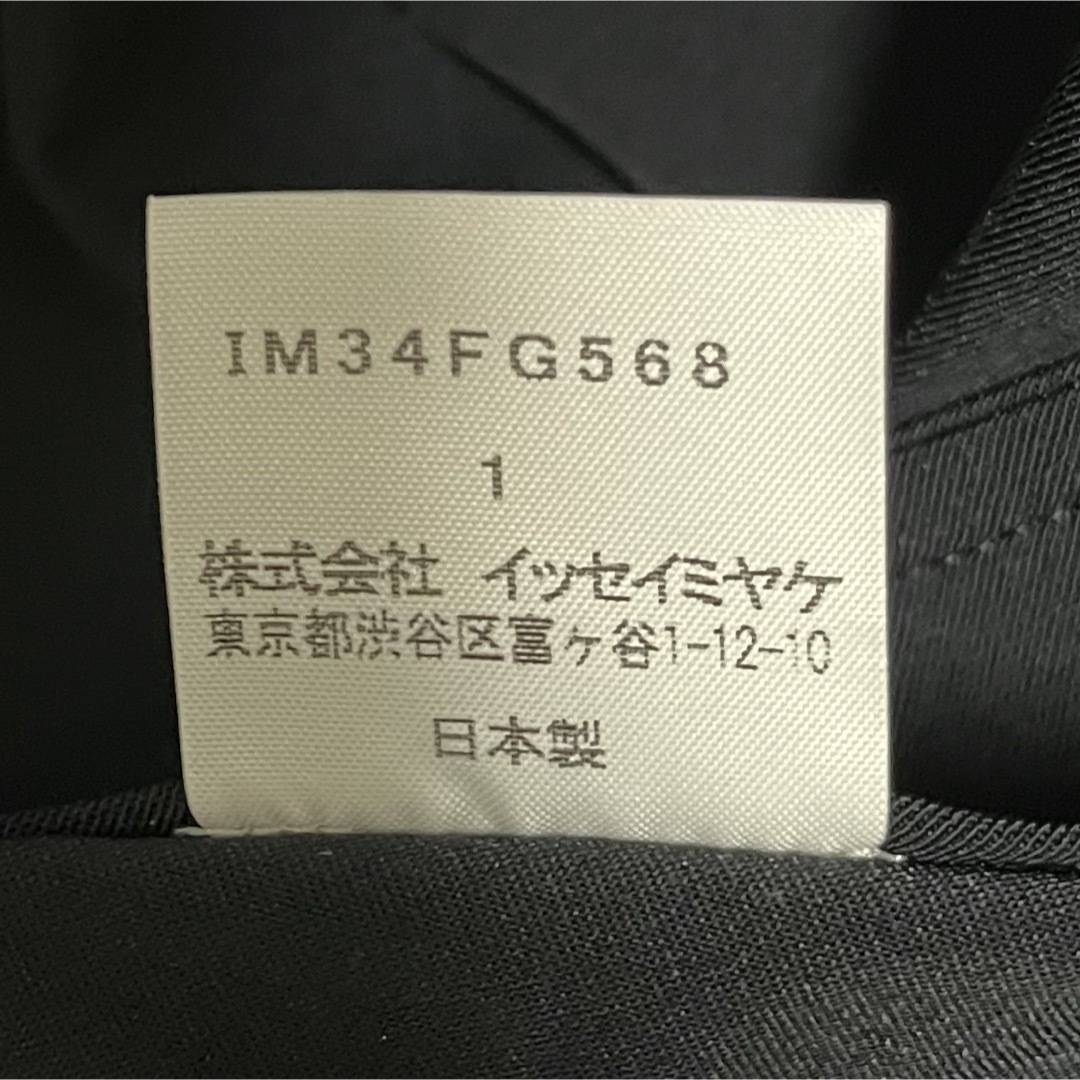 IM34FG568
1
株式会社 イッセイミヤケ
東京都渋谷区富ヶ谷1-12-10
日本製